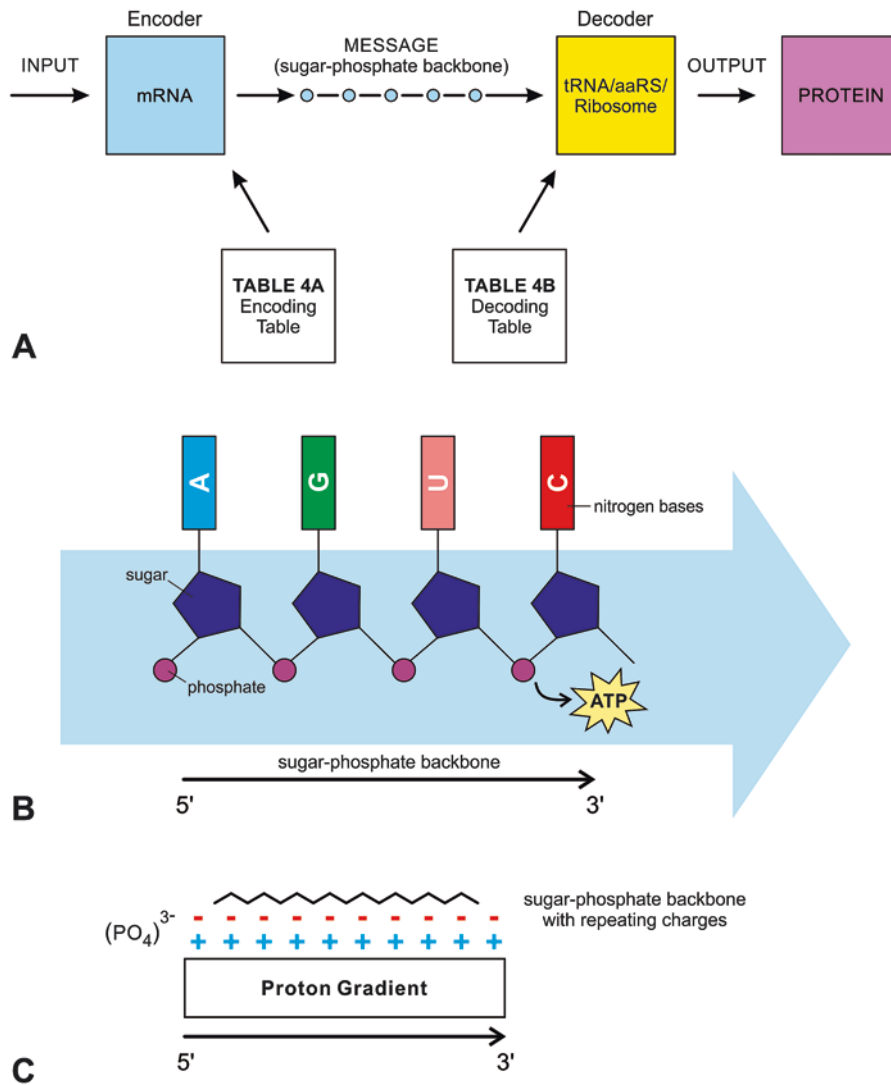 Encoder
Decoder
INPUT
mRNA
MESSAGE
(sugar-phosphate backbone)
tRNA/aaRS/
Ribosome
OUTPUT
PROTEIN
TABLE 4A
Encoding
Table
TABLE 4B
Decoding
Table
A
A
G
U
C
nitrogen bases
sugar
phosphate
ATP
sugar-phosphate backbone
5'
3'
B
(PO4)3-
- - - - - - - - - -
+ + + + + + + + + +
sugar-phosphate backbone
with repeating charges
Proton Gradient
5'
3'
C